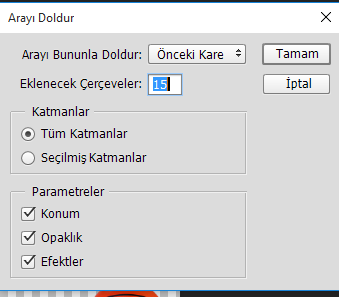 Arayı Doldur
Arayı Bununla Doldur: Önceki Kare Tamam
Eklenecek Çerçeveler: 15 İptal
Katmanlar
Tüm Katmanlar
Seçilmiş Katmanlar
Parametreler
Konum
Opaklık
Efektler